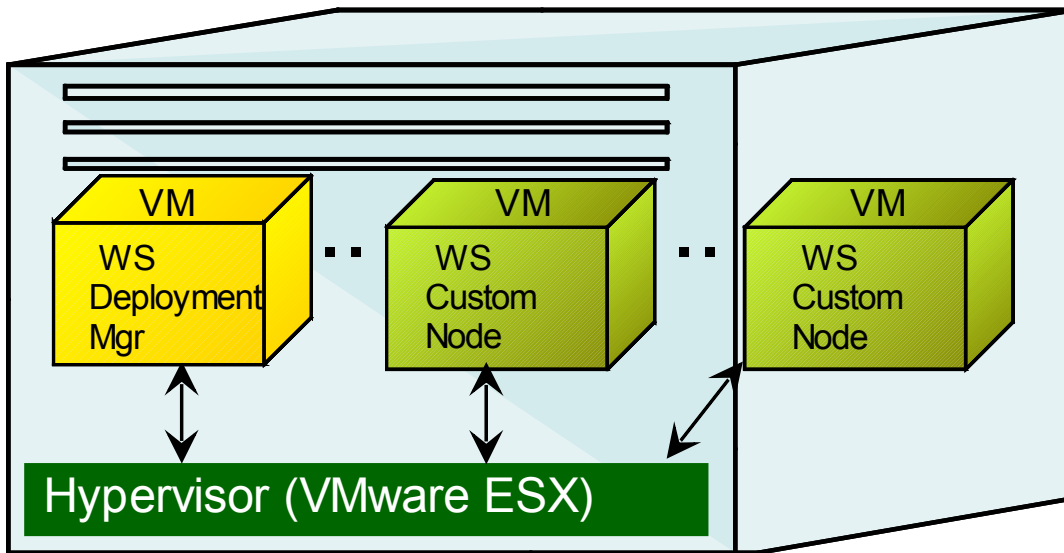 VM
WS
Deployment
Mgr
VM
WS
Custom
Node
VM
WS
Custom
Node
Hypervisor (VMware ESX)